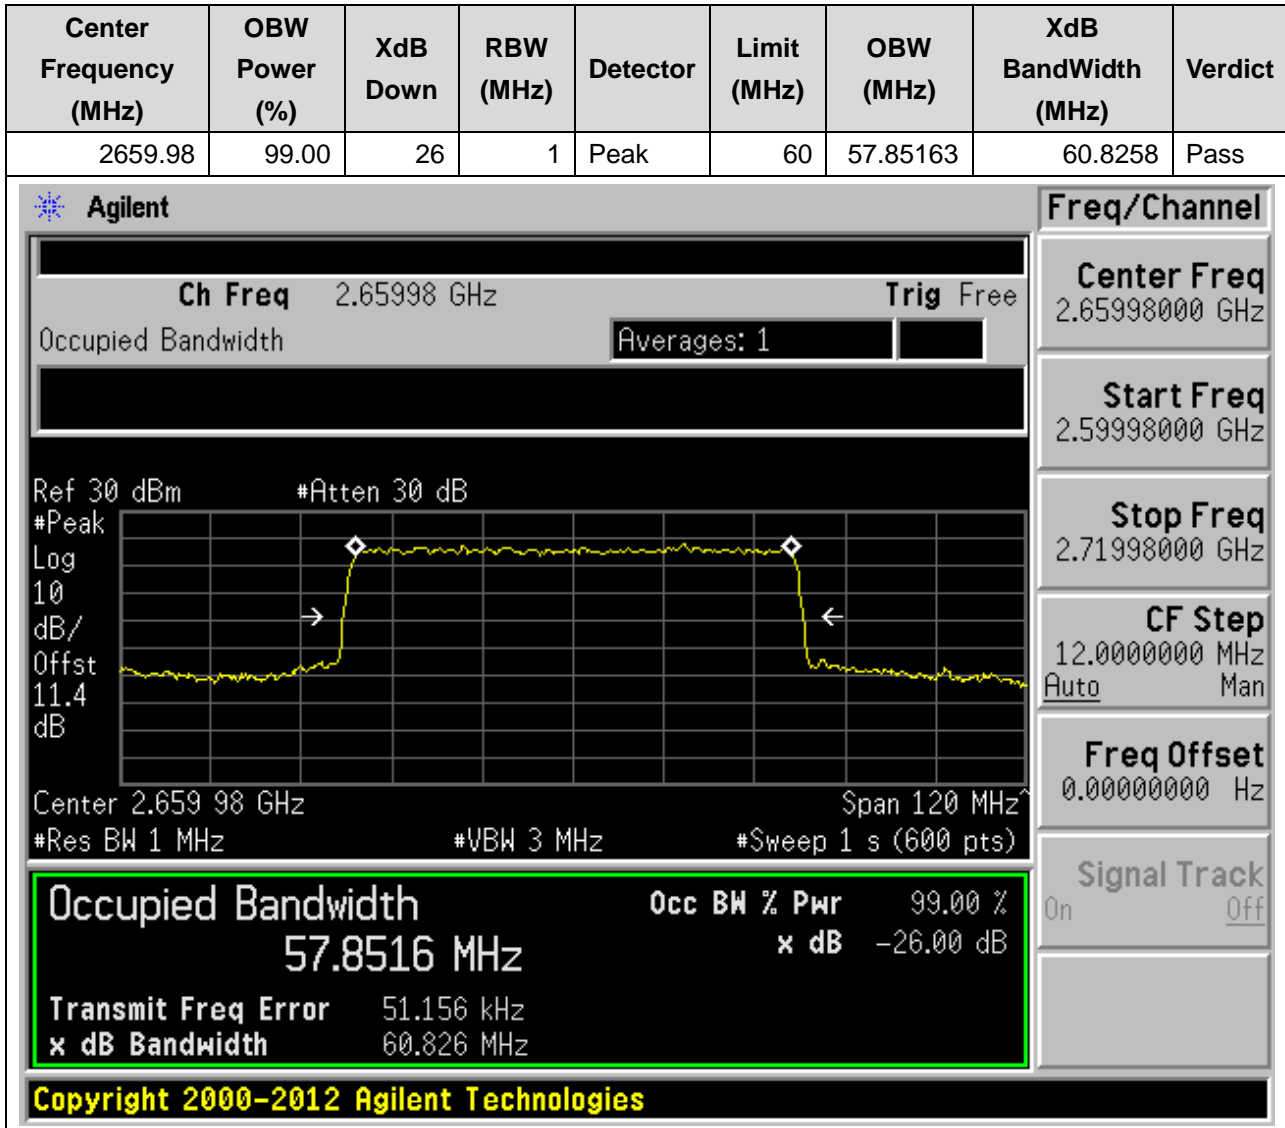 Center Frequency (MHz) OBW Power (%) XdB Down RBW (MHz) Detector Limit (MHz) OBW (MHz) XdB BandWidth (MHz) Verdict
2659.98 99.00 26 1 Peak 60 57.85163 60.8258 Pass
Agilent
Freq/Channel
Ch Freq 2.65998 GHz Trig Free
Occupied Bandwidth Averages: 1
Center Freq
2.65998000 GHz
Start Freq
2.59998000 GHz
Stop Freq
2.71998000 GHz
CF Step
12.0000000 MHz
Auto Man
Freq Offset
0.00000000 Hz
Signal Track
On Off
Ref 30 dBm #Atten 30 dB
#Peak
Log
10
dB/
Offst
11.4
dB
Center 2.659 98 GHz Span 120 MHz^
#Res BW 1 MHz #VBW 3 MHz #Sweep 1 s (600 pts)
Occupied Bandwidth Occ BW % Pwr 99.00 %
57.8516 MHz x dB -26.00 dB
Transmit Freq Error 51.156 kHz
x dB Bandwidth 60.826 MHz
Copyright 2000-2012 Agilent Technologies